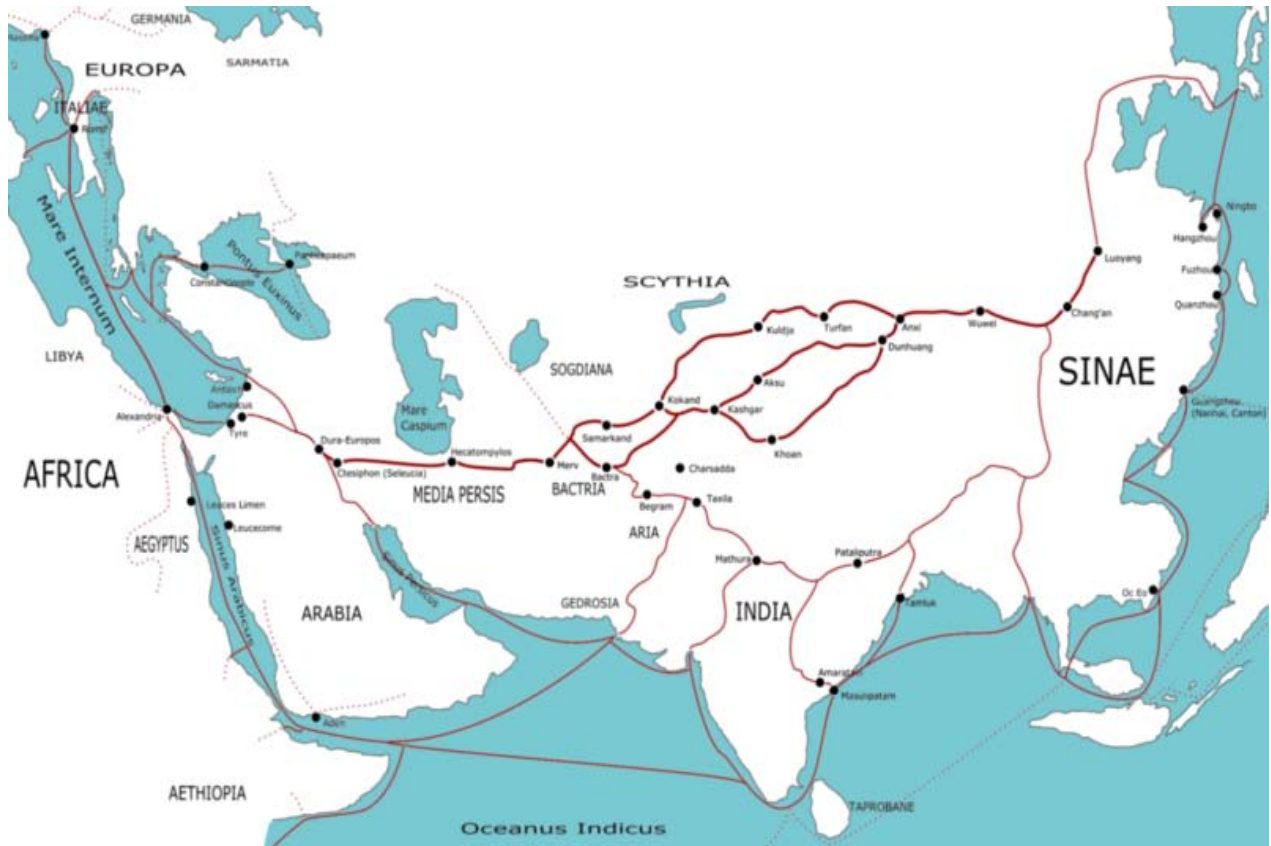 GERMANIA
SARMATIA
EUROPA
ITALIAE
Rome
Mare Internum
Pontus Euxinus
Panticapaeum
Constantinople
SCYTHIA
LIBYA
SOGDIANA
Mare
Caspium
Kuldja
Turfan
Anxi
Wuwei
Dunhuang
Chang'an
Luoyang
Ningbo
Hangzhou
Fuzhou
Quanzhou
SINAE
Guangzhou
(Nanhai, Canton)
Antioch
Damascus
Tyre
Alexandria
Dura-Europos
Ctesiphon (Seleucia)
Hecatompylos
Merv
Samarkand
Kokand
Kashgar
Aksu
Khoan
Bactra
Charsadda
AFRICA
MEDIA PERSIS
BACTRIA
Begram
Taxila
ARIA
Leuces Limen
Leucecome
AEGYPTUS
Sinus Arabicus
Sinus Persicus
ARABIA
GEDROSIA
Mathura
Pataliputra
INDIA
Tamluk
Oc Eo
Masulipatam
Aden
AETHIOPIA
TAPROBANE
Oceanus Indicus